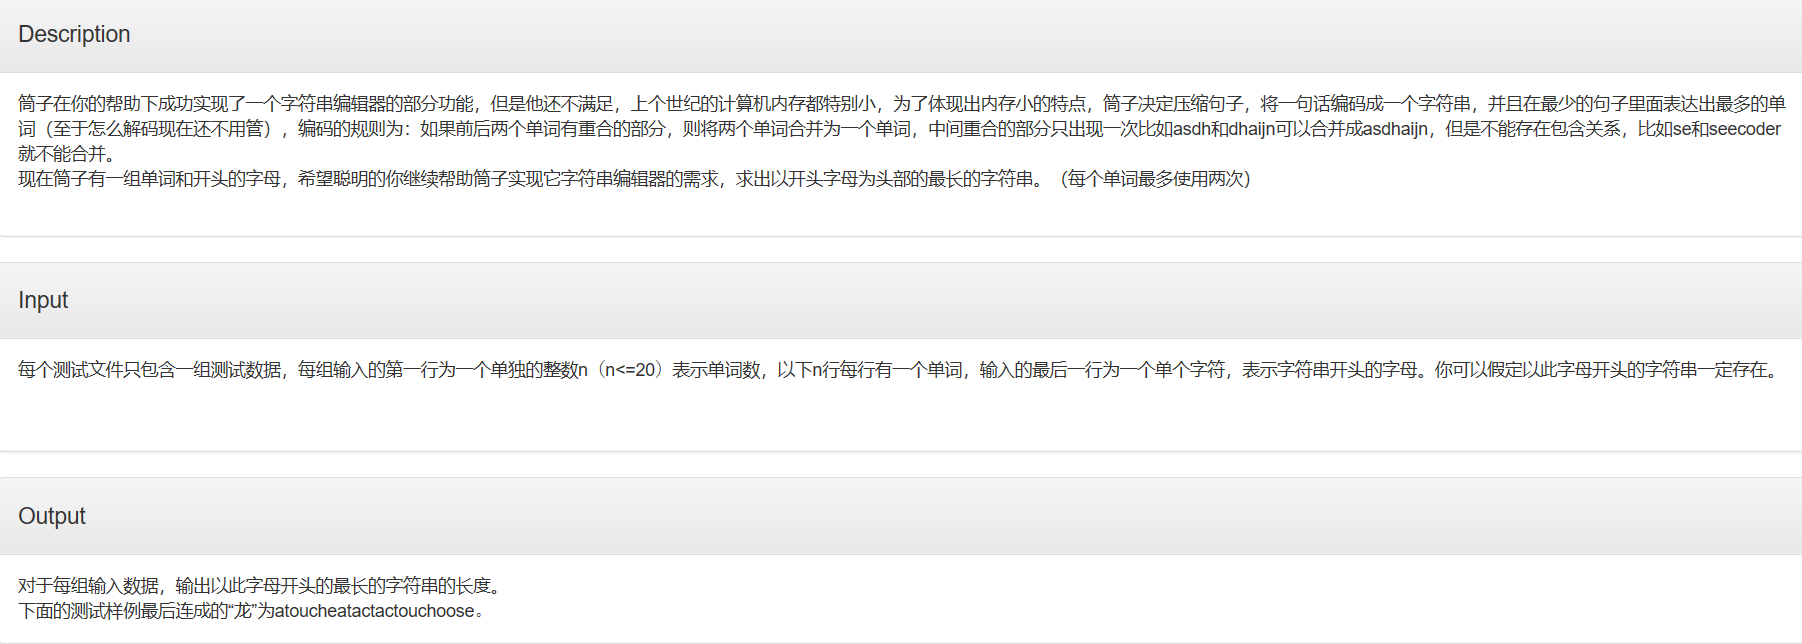 Description
筒子在你的帮助下成功实现了一个字符串编辑器的部分功能，但是他还不满足，上个世纪的计算机内存都特别小，为了体现出内存小的特点，筒子决定压缩句子，将一句话编码成一个字符串，并且在最少的句子里面表达出最多的单
词（至于怎么解码现在还不用管），编码的规则为：如果前后两个单词有重合的部分，则将两个单词合并为一个单词，中间重合的部分只出现一次比如asdh和dhaijn可以合并成asdhaijn，但是不能存在包含关系，比如se和seecoder
就不能合并。
现在筒子有一组单词和开头的字母，希望聪明的你继续帮助筒子实现它字符串编辑器的需求，求出以开头字母为头部的最长的字符串。（每个单词最多使用两次）
Input
每个测试文件只包含一组测试数据，每组输入的第一行为一个单独的整数n（n<=20）表示单词数，以下n行每行有一个单词，输入的最后一行为一个单个字符，表示字符串开头的字母。你可以假定以此字母开头的字符串一定存在。
Output
对于每组输入数据，输出以此字母开头的最长的字符串的长度。
下面的测试样例最后连成的“龙”为atoucheatactactouchoose。